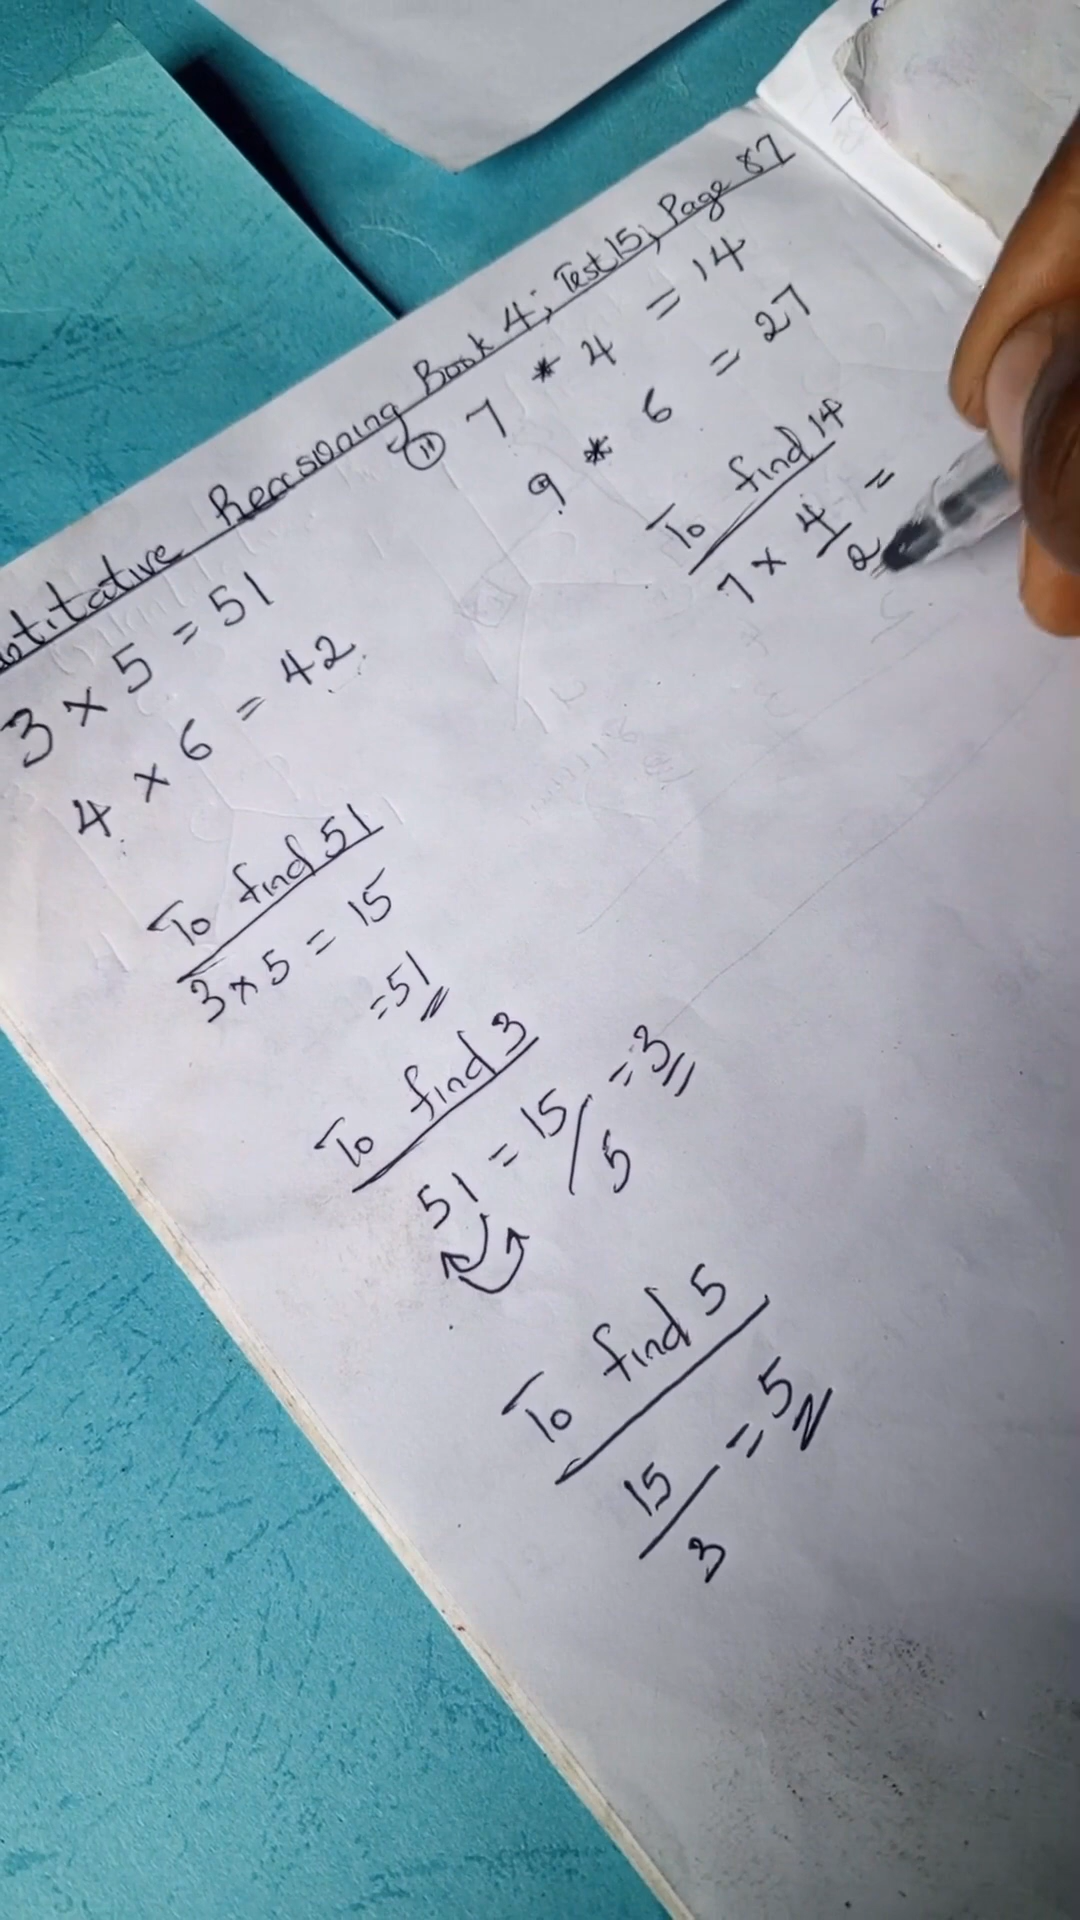 Reasoning Book 4; Test 15, Page 87
3 × 5 = 51
4 × 6 = 42
To find 51
3 × 5 = 15
= 51
To find 3
51 = 15/5 = 3
To find 5
15/3 = 5
11 7 * 4 = 14
9 * 6 = 27
To find 14
7 × 4/2 =